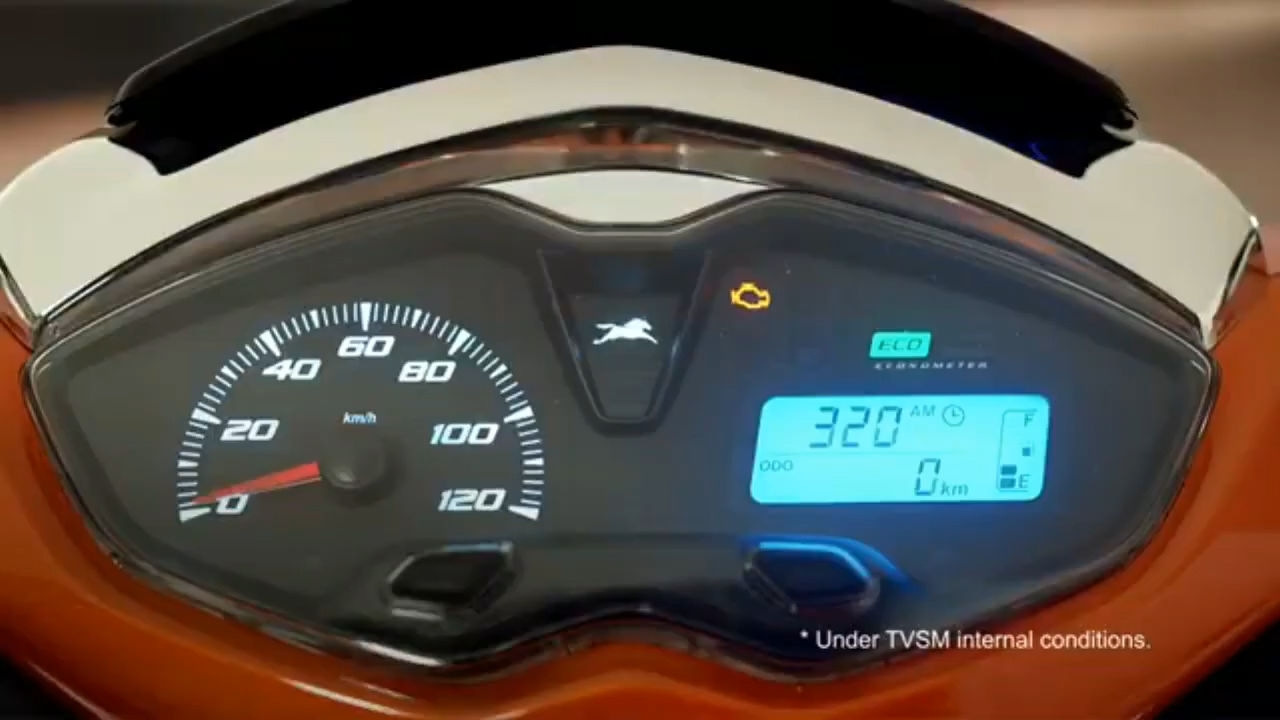 60
40
80
km/h
20
100
0
120
ECO
ECONOMETER
320 AM
F
ODO
0 km
E
* Under TVSM internal conditions.